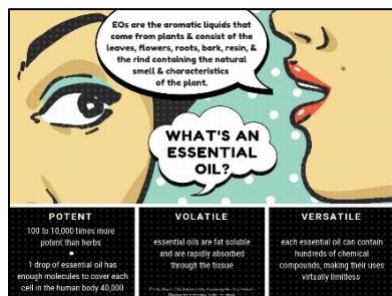 EOs are the aromatic liquids that
come from plants & consist of the
leaves, flowers, roots, bark, resin, &
the rind containing the natural
smell & characteristics
of the plant.
WHAT'S AN
ESSENTIAL
OIL?
POTENT
100 to 10,000 times more
potent than herbs
1 drop of essential oil has
enough molecules to cover each
cell in the human body 40,000
VOLATILE
essential oils are fat soluble
and are rapidly absorbed
through the tissue
VERSATILE
each essential oil can contain
hundreds of chemical
compounds, making their uses
virtually limitless